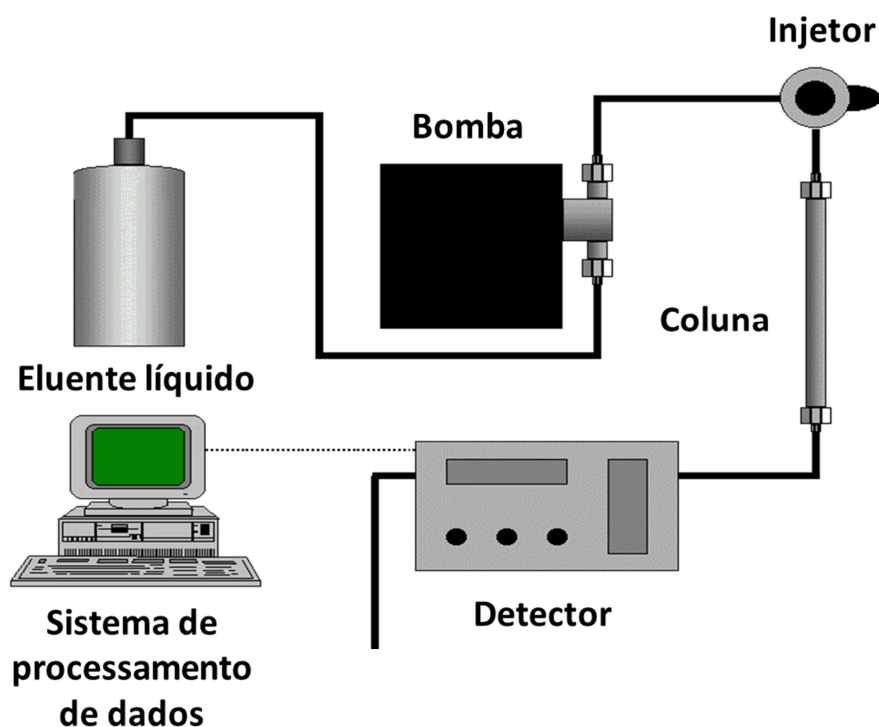 Injetor
Bomba
Coluna
Eluente líquido
Detector
Sistema de
processamento
de dados